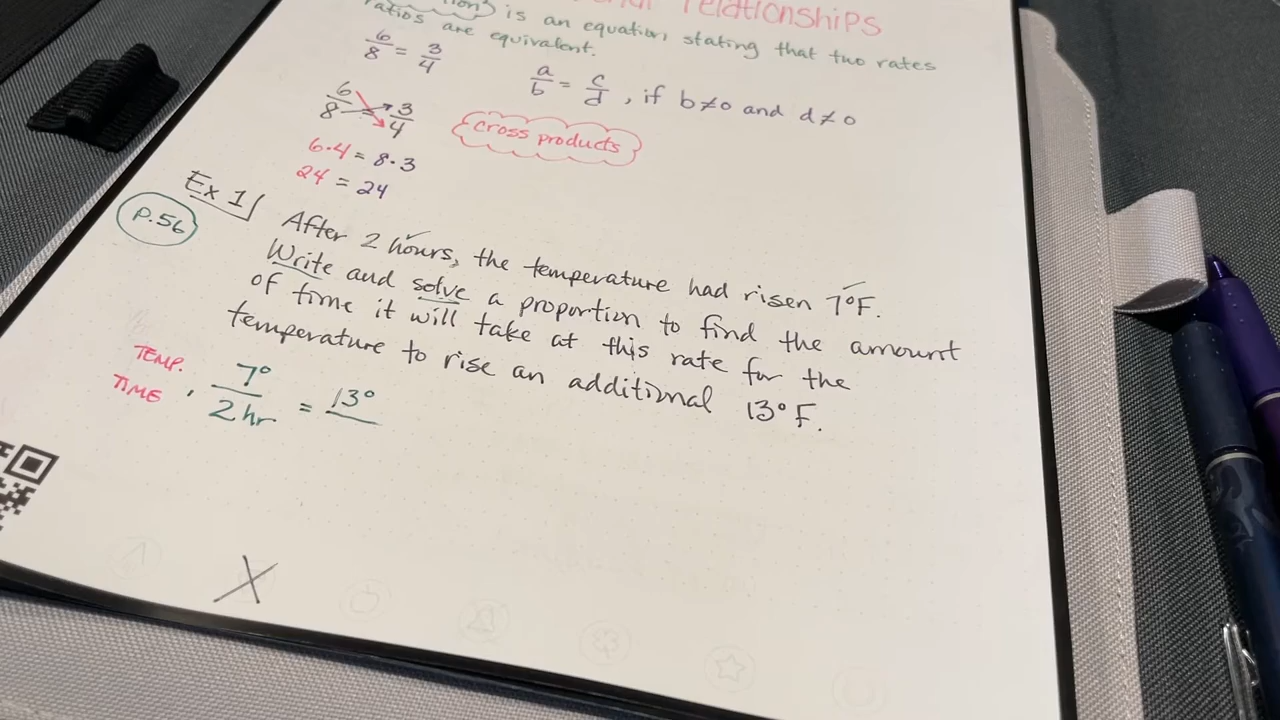 relationships
is an equation stating that two rates
ratios are equivalent.
6/8 = 3/4
a/b = c/d , if b≠0 and d≠0
6/8 = 3/4
cross products
6·4 = 8·3
24 = 24
Ex 1
P.56
After 2 hours, the temperature had risen 7°F.
Write and solve a proportion to find the amount
of time it will take at this rate for the
temperature to rise an additional 13°F.
TEMP.
TIME
7°/2 hr = 13°/
X